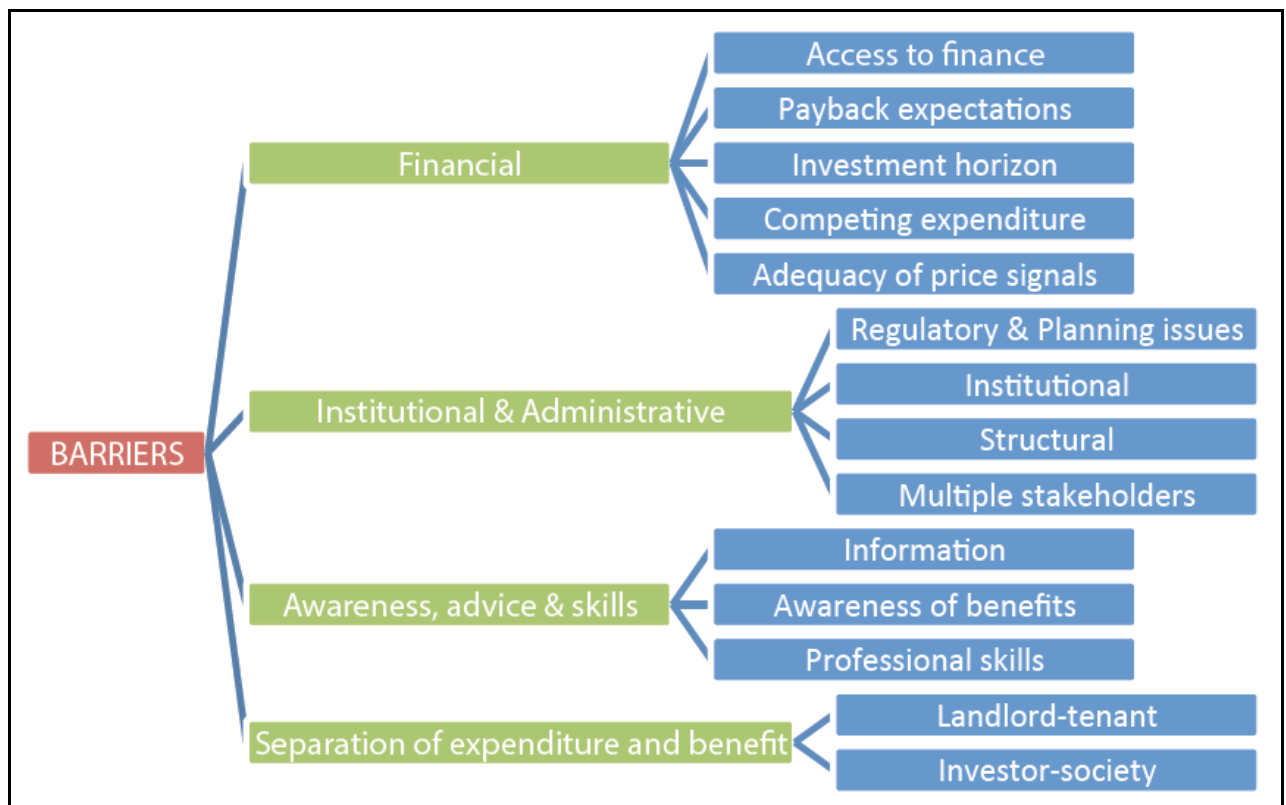 BARRIERS
Financial
Access to finance
Payback expectations
Investment horizon
Competing expenditure
Adequacy of price signals
Institutional & Administrative
Regulatory & Planning issues
Institutional
Structural
Multiple stakeholders
Awareness, advice & skills
Information
Awareness of benefits
Professional skills
Separation of expenditure and benefit
Landlord-tenant
Investor-society